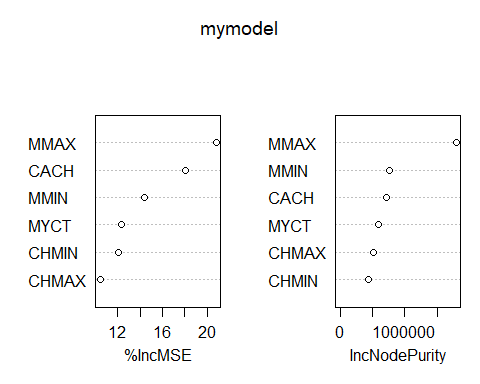 mymodel
MMAX
CACH
MMIN
MYCT
CHMIN
CHMAX
12 16 20
%IncMSE
MMAX
MMIN
CACH
MYCT
CHMAX
CHMIN
0 1000000
IncNodePurity